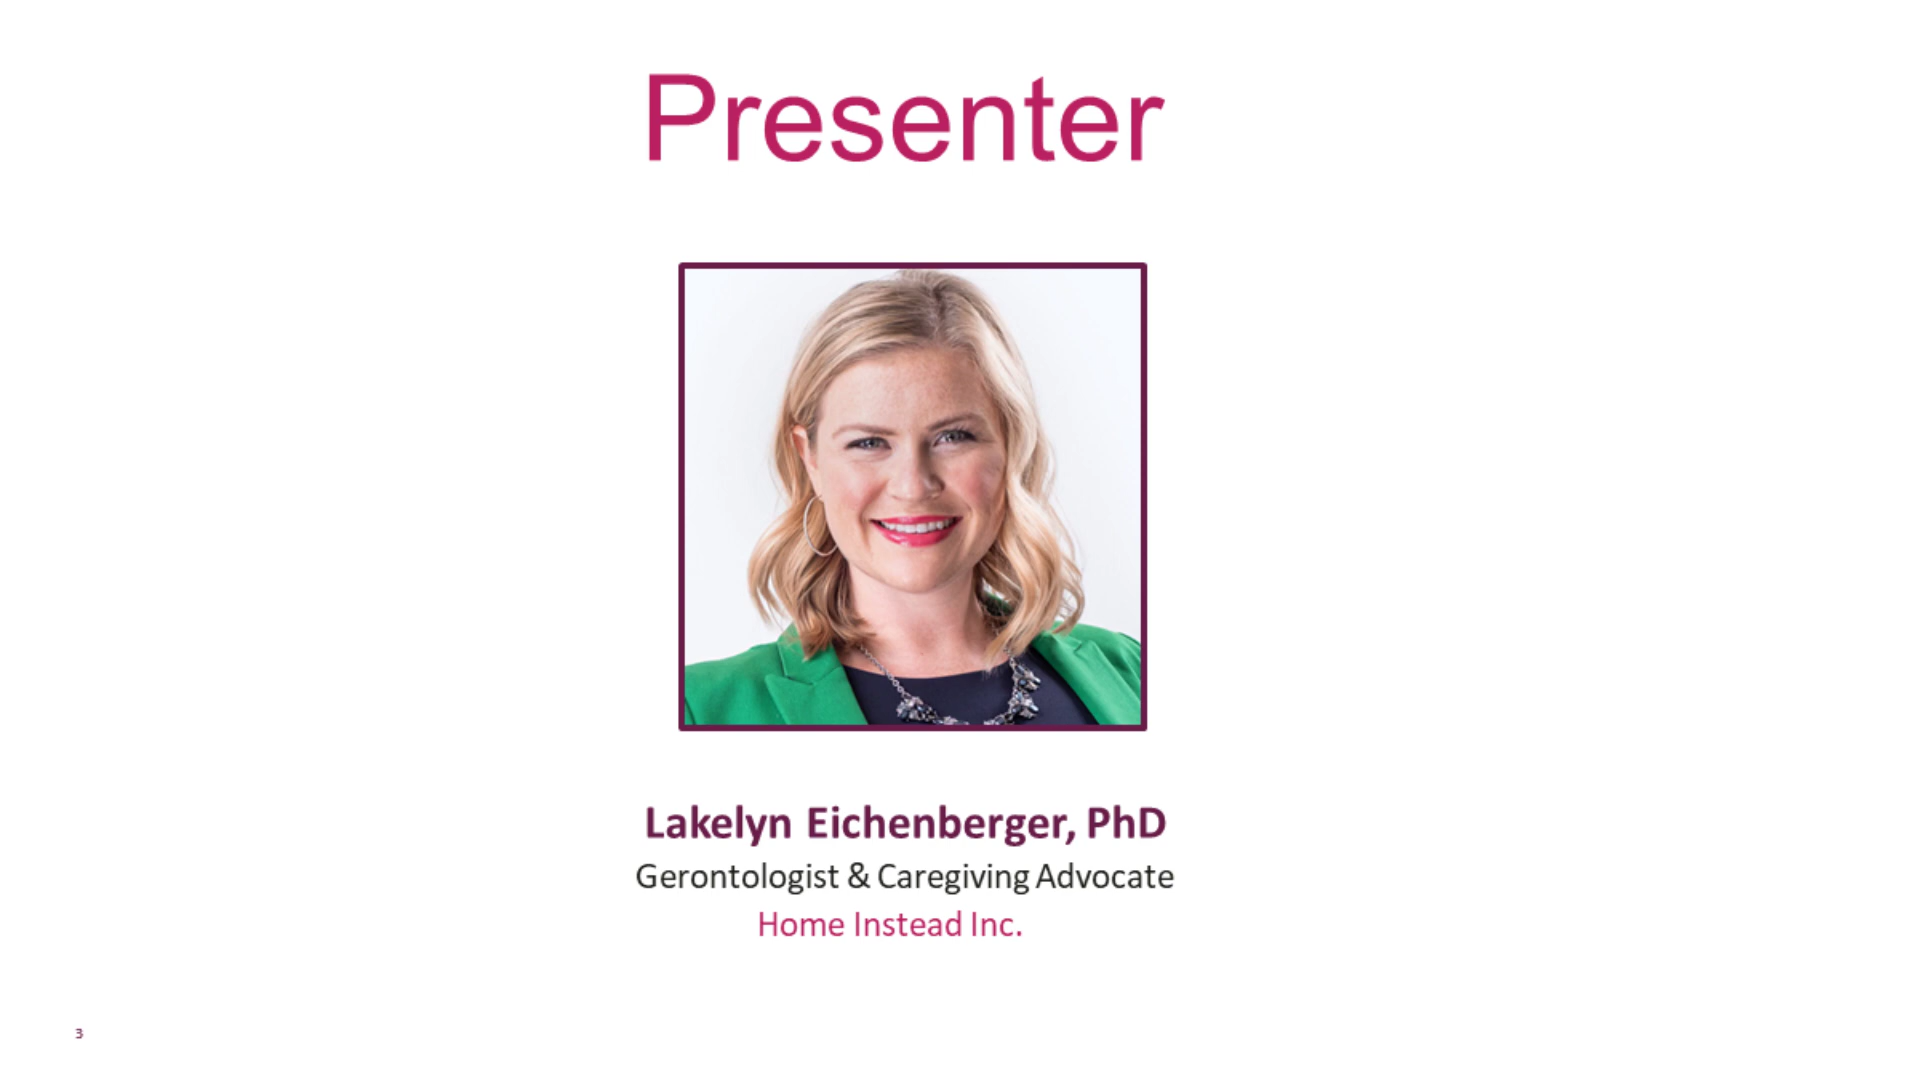 Presenter
Lakelyn Eichenberger, PhD
Gerontologist & Caregiving Advocate
Home Instead Inc.
3